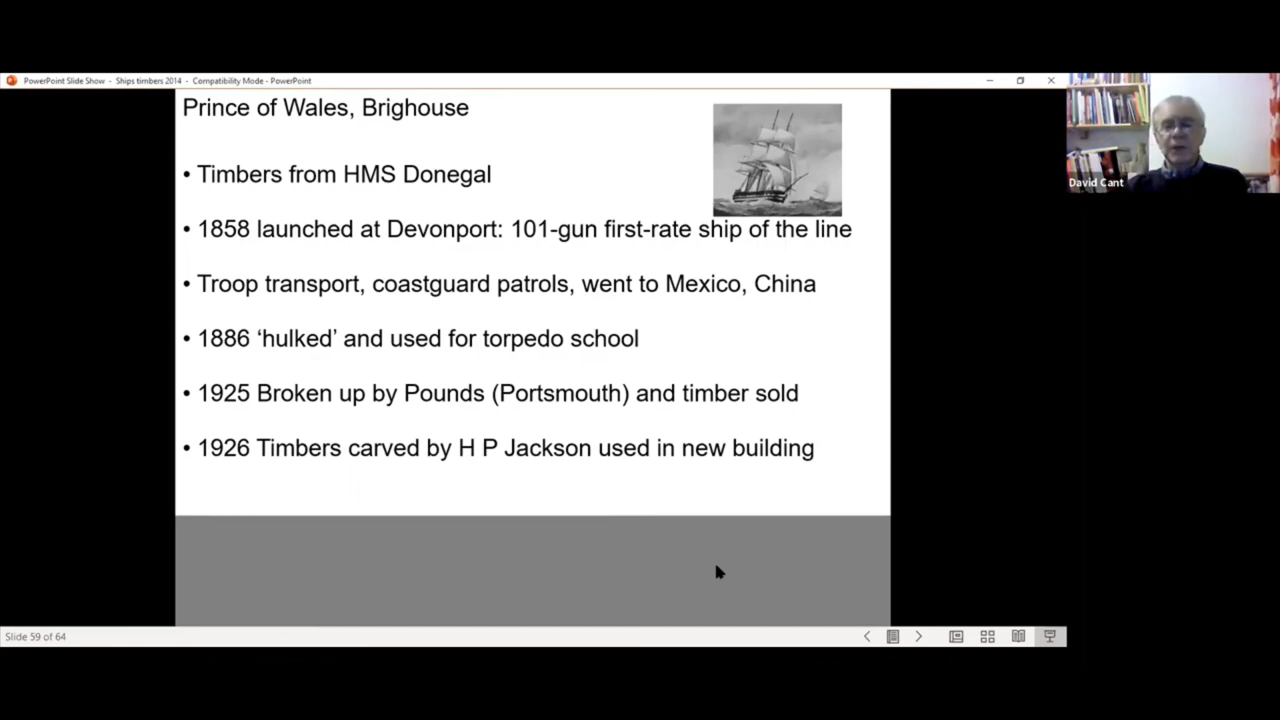 PowerPoint Slide Show - Ships timbers 2014 - Compatibility Mode - PowerPoint
Prince of Wales, Brighouse
• Timbers from HMS Donegal
• 1858 launched at Devonport: 101-gun first-rate ship of the line
• Troop transport, coastguard patrols, went to Mexico, China
• 1886 ‘hulked’ and used for torpedo school
• 1925 Broken up by Pounds (Portsmouth) and timber sold
• 1926 Timbers carved by H P Jackson used in new building
David Cant
Slide 59 of 64